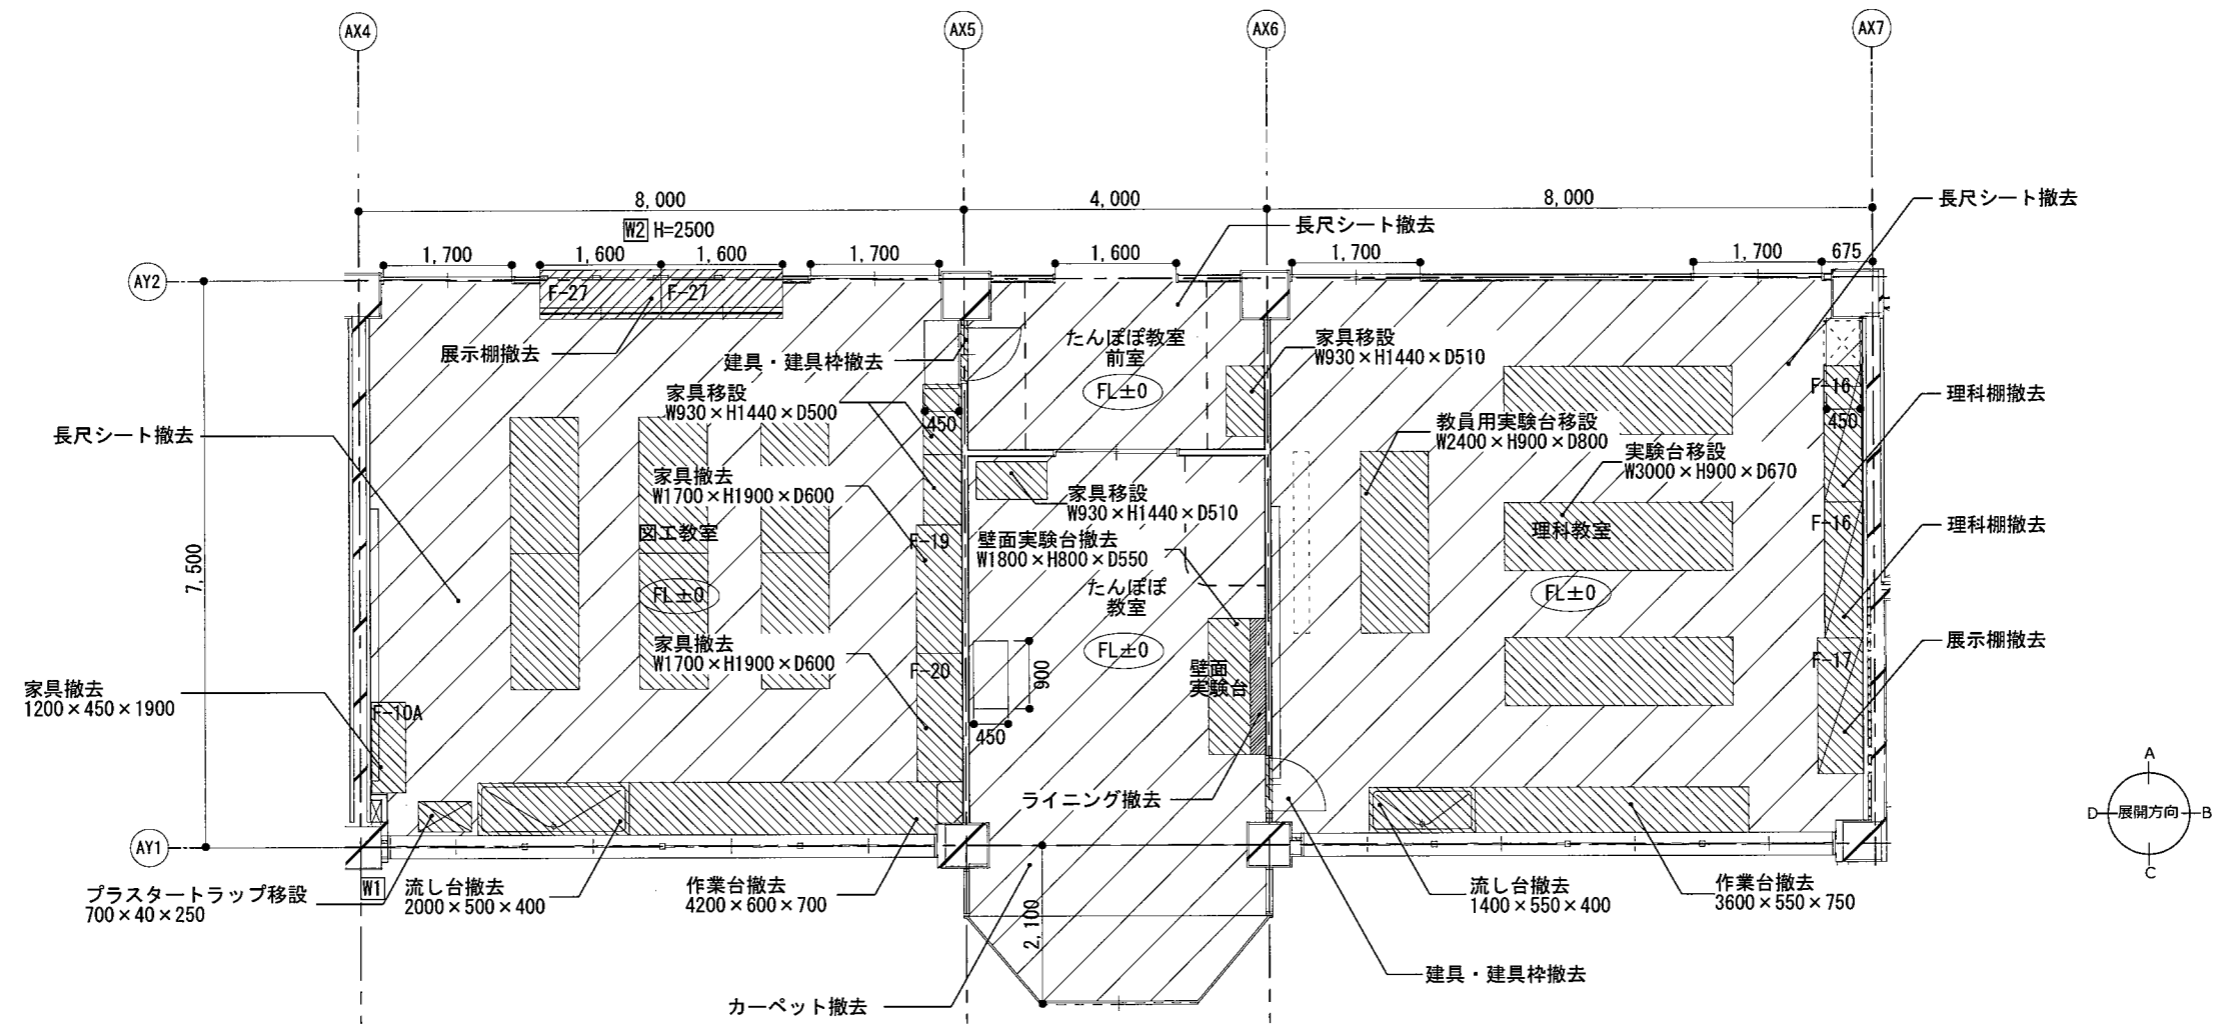 AX4
AX5
AX6
AX7
8,000
4,000
8,000
W2 H=2500
1,700
1,600
1,600
1,700
1,600
1,700
1,700
675
長尺シート撤去
長尺シート撤去
AY2
F-27
F-27
展示棚撤去
建具・建具枠撤去
たんぽぽ教室
前室
FL±0
家具移設
W930×H1440×D510
家具移設
W930×H1440×D500
450
長尺シート撤去
家具撤去
W1700×H1900×D600
図工教室
FL±0
F-19
家具撤去
W1700×H1900×D600
F-20
7,500
家具撤去
1200×450×1900
F-10A
家具移設
W930×H1440×D510
壁面実験台撤去
W1800×H800×D550
たんぽぽ
教室
FL±0
900
450
壁面
実験台
ライニング撤去
教員用実験台移設
W2400×H900×D800
実験台移設
W3000×H900×D670
理科教室
FL±0
F-16
450
F-16
F-17
理科棚撤去
理科棚撤去
展示棚撤去
AY1
プラスタートラップ移設
700×40×250
W1
流し台撤去
2000×500×400
作業台撤去
4200×600×700
2,100
カーペット撤去
流し台撤去
1400×550×400
作業台撤去
3600×550×750
建具・建具枠撤去
A
D
展開方向
B
C